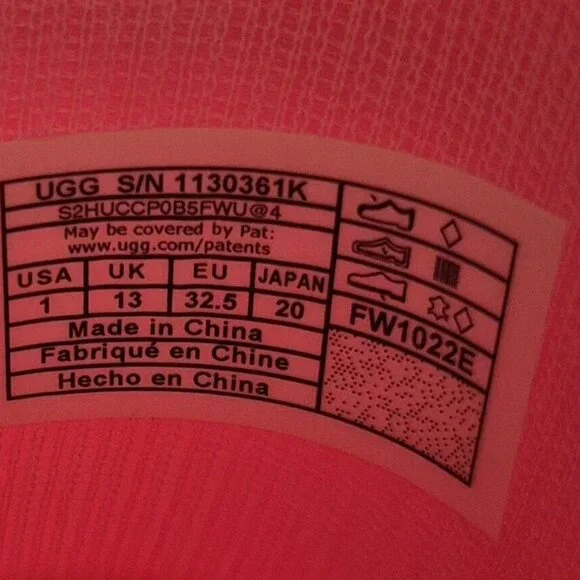 UGG S/N 1130361K
S2HUCCP0B5FWU@4
May be covered by Pat:
www.ugg.com/patents
USA UK EU JAPAN
1 13 32.5 20
Made in China
Fabriqué en Chine
Hecho en China
FW1022E